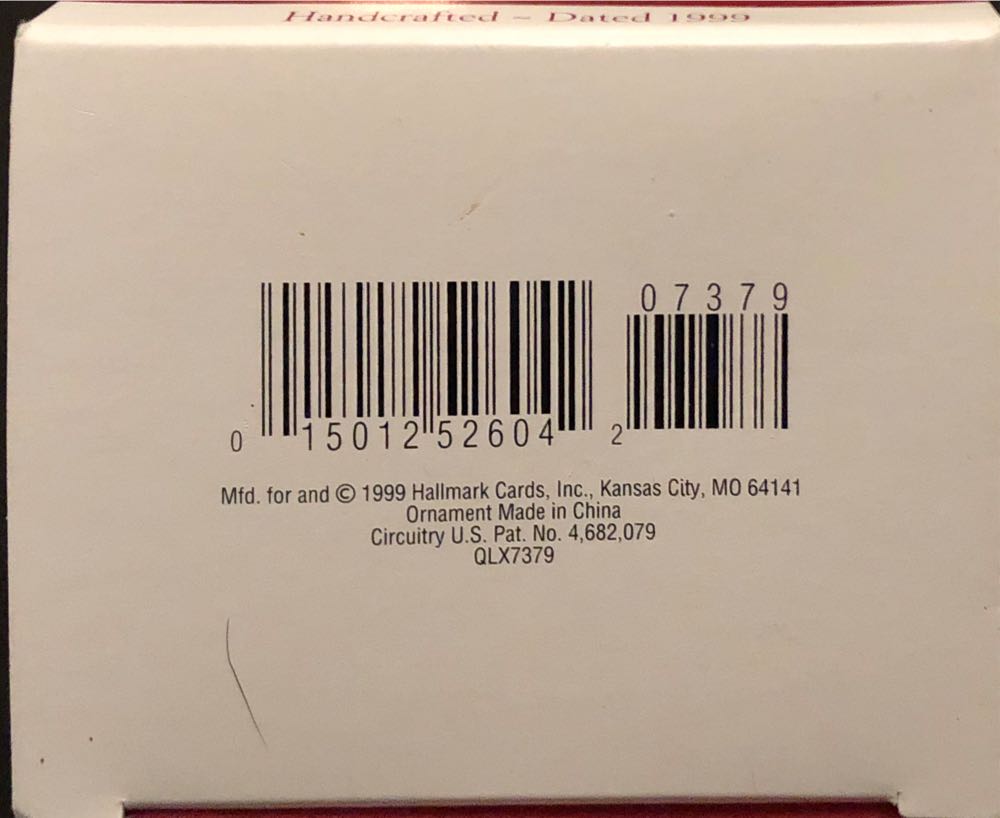 Handcrafted ~ Dated 1999
07379
0 15012 52604 2
Mfd. for and © 1999 Hallmark Cards, Inc., Kansas City, MO 64141
Ornament Made in China
Circuitry U.S. Pat. No. 4,682,079
QLX7379